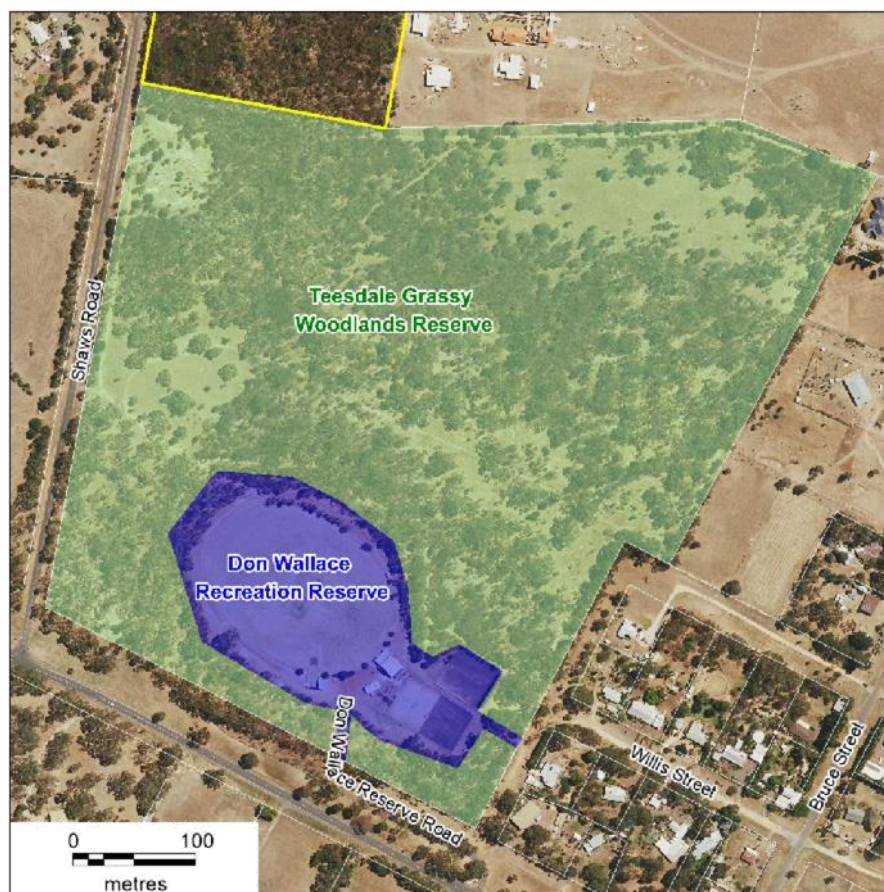 Shaws Road
Teesdale Grassy
Woodlands Reserve
Don Wallace
Recreation Reserve
Don Wallace Reserve Road
Willis Street
Bruce Street
0 100
metres